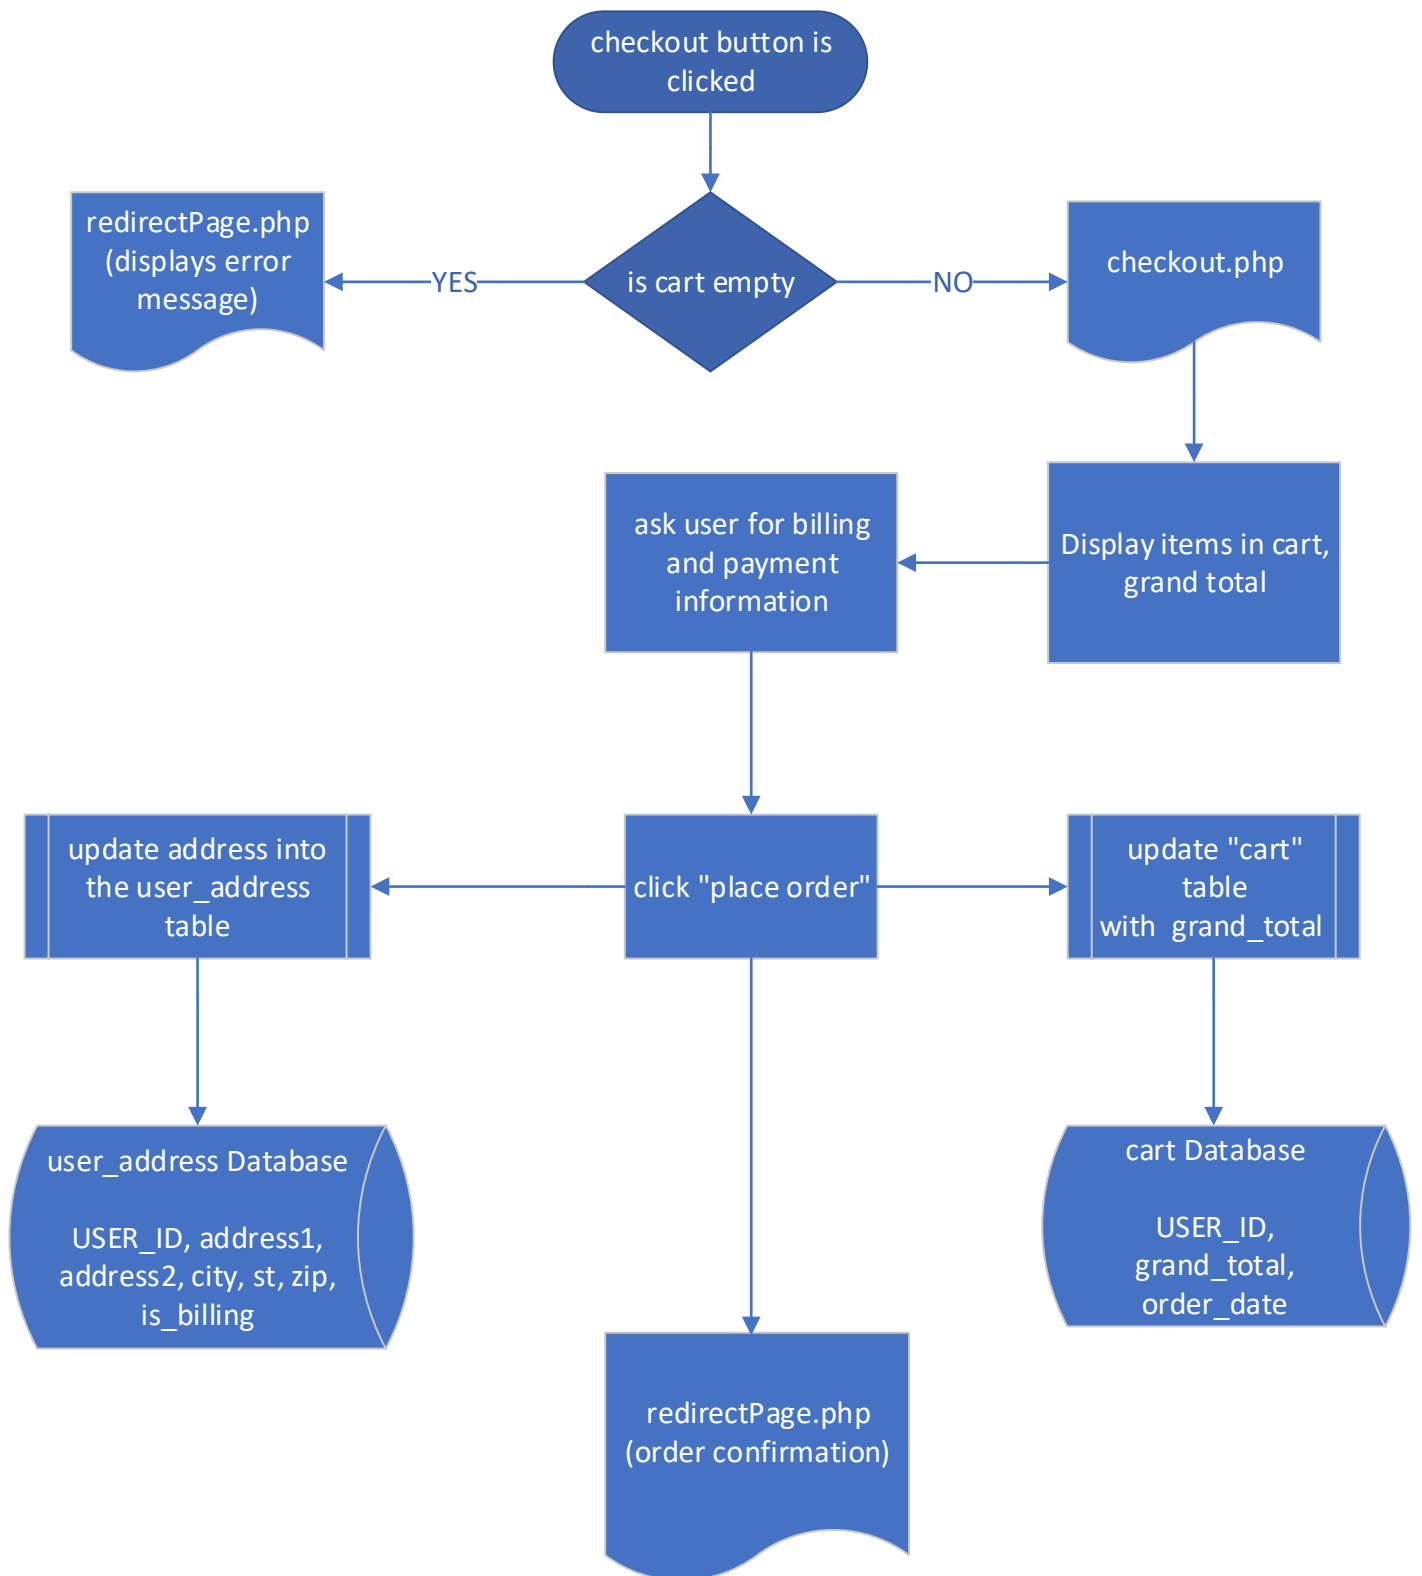 checkout button is
clicked
redirectPage.php
(displays error
message)
YES
is cart empty
NO
checkout.php
ask user for billing
and payment
information
Display items in cart,
grand total
update address into
the user_address
table
click "place order"
update "cart"
table
with grand_total
user_address Database
USER_ID, address1,
address2, city, st, zip,
is_billing
cart Database
USER_ID,
grand_total,
order_date
redirectPage.php
(order confirmation)